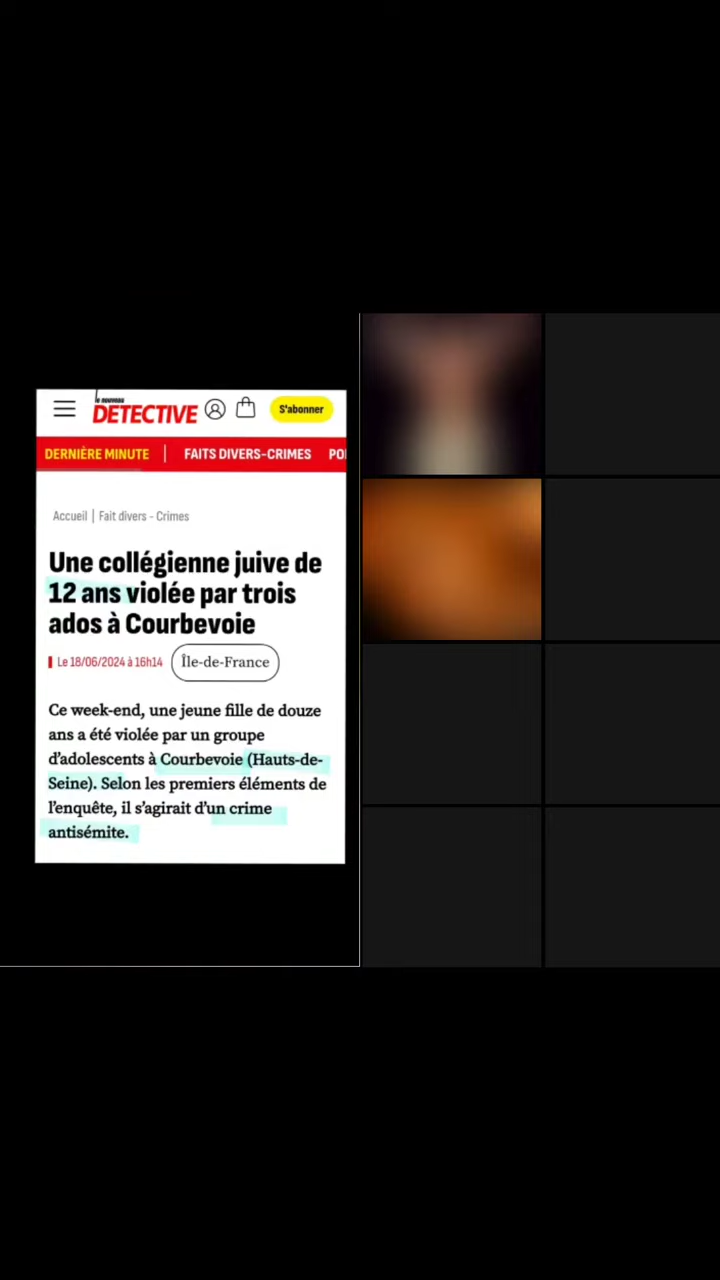 le nouveau
DETECTIVE
S'abonner
DERNIÈRE MINUTE | FAITS DIVERS-CRIMES PO
Accueil | Fait divers - Crimes
Une collégienne juive de
12 ans violée par trois
ados à Courbevoie
Le 18/06/2024 à 16h14
Île-de-France
Ce week-end, une jeune fille de douze
ans a été violée par un groupe
d'adolescents à Courbevoie (Hauts-de-
Seine). Selon les premiers éléments de
l'enquête, il s'agirait d'un crime
antisémite.